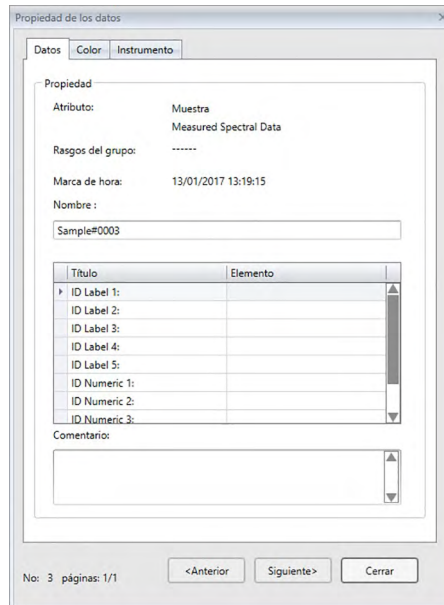 Propiedad de los datos
Datos Color Instrumento
Propiedad
Atributo: Muestra
Measured Spectral Data
Rasgos del grupo: ------
Marca de hora: 13/01/2017 13:19:15
Nombre :
Sample#0003
Título Elemento
ID Label 1:
ID Label 2:
ID Label 3:
ID Label 4:
ID Label 5:
ID Numeric 1:
ID Numeric 2:
ID Numeric 3:
Comentario:
No: 3 páginas: 1/1 <Anterior Siguiente> Cerrar